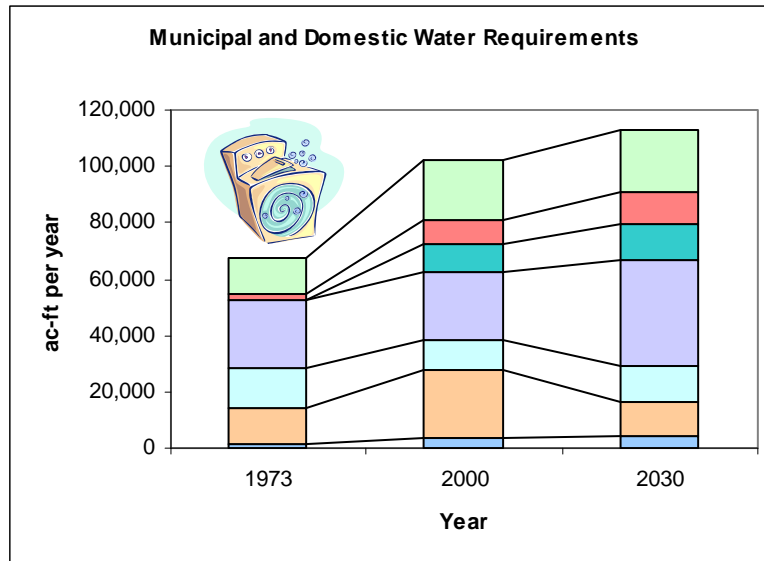 Municipal and Domestic Water Requirements
120,000
100,000
80,000
60,000
40,000
20,000
0
ac-ft per year
1973 2000 2030
Year